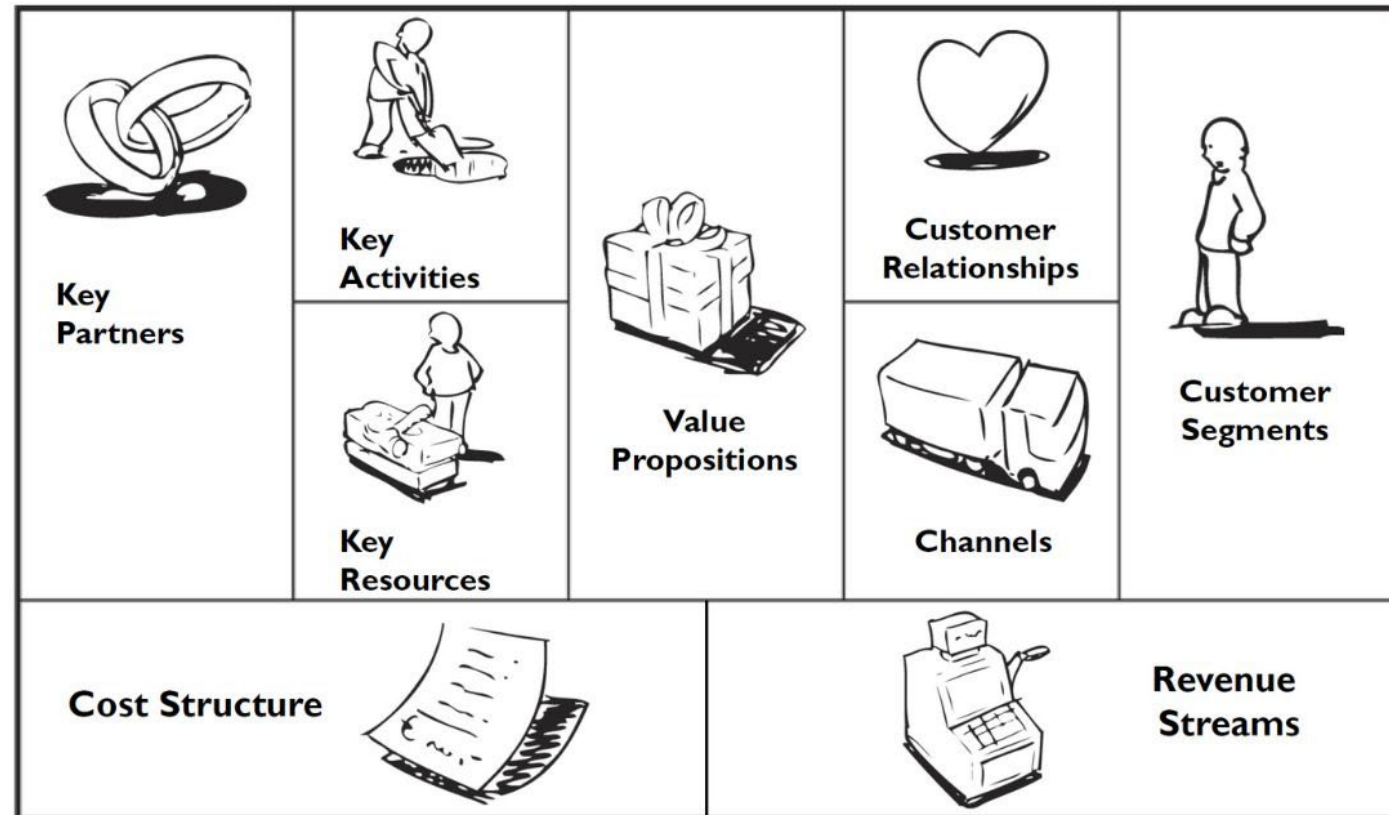 Key
Partners
Key
Activities
Key
Resources
Value
Propositions
Customer
Relationships
Channels
Customer
Segments
Cost Structure
Revenue
Streams